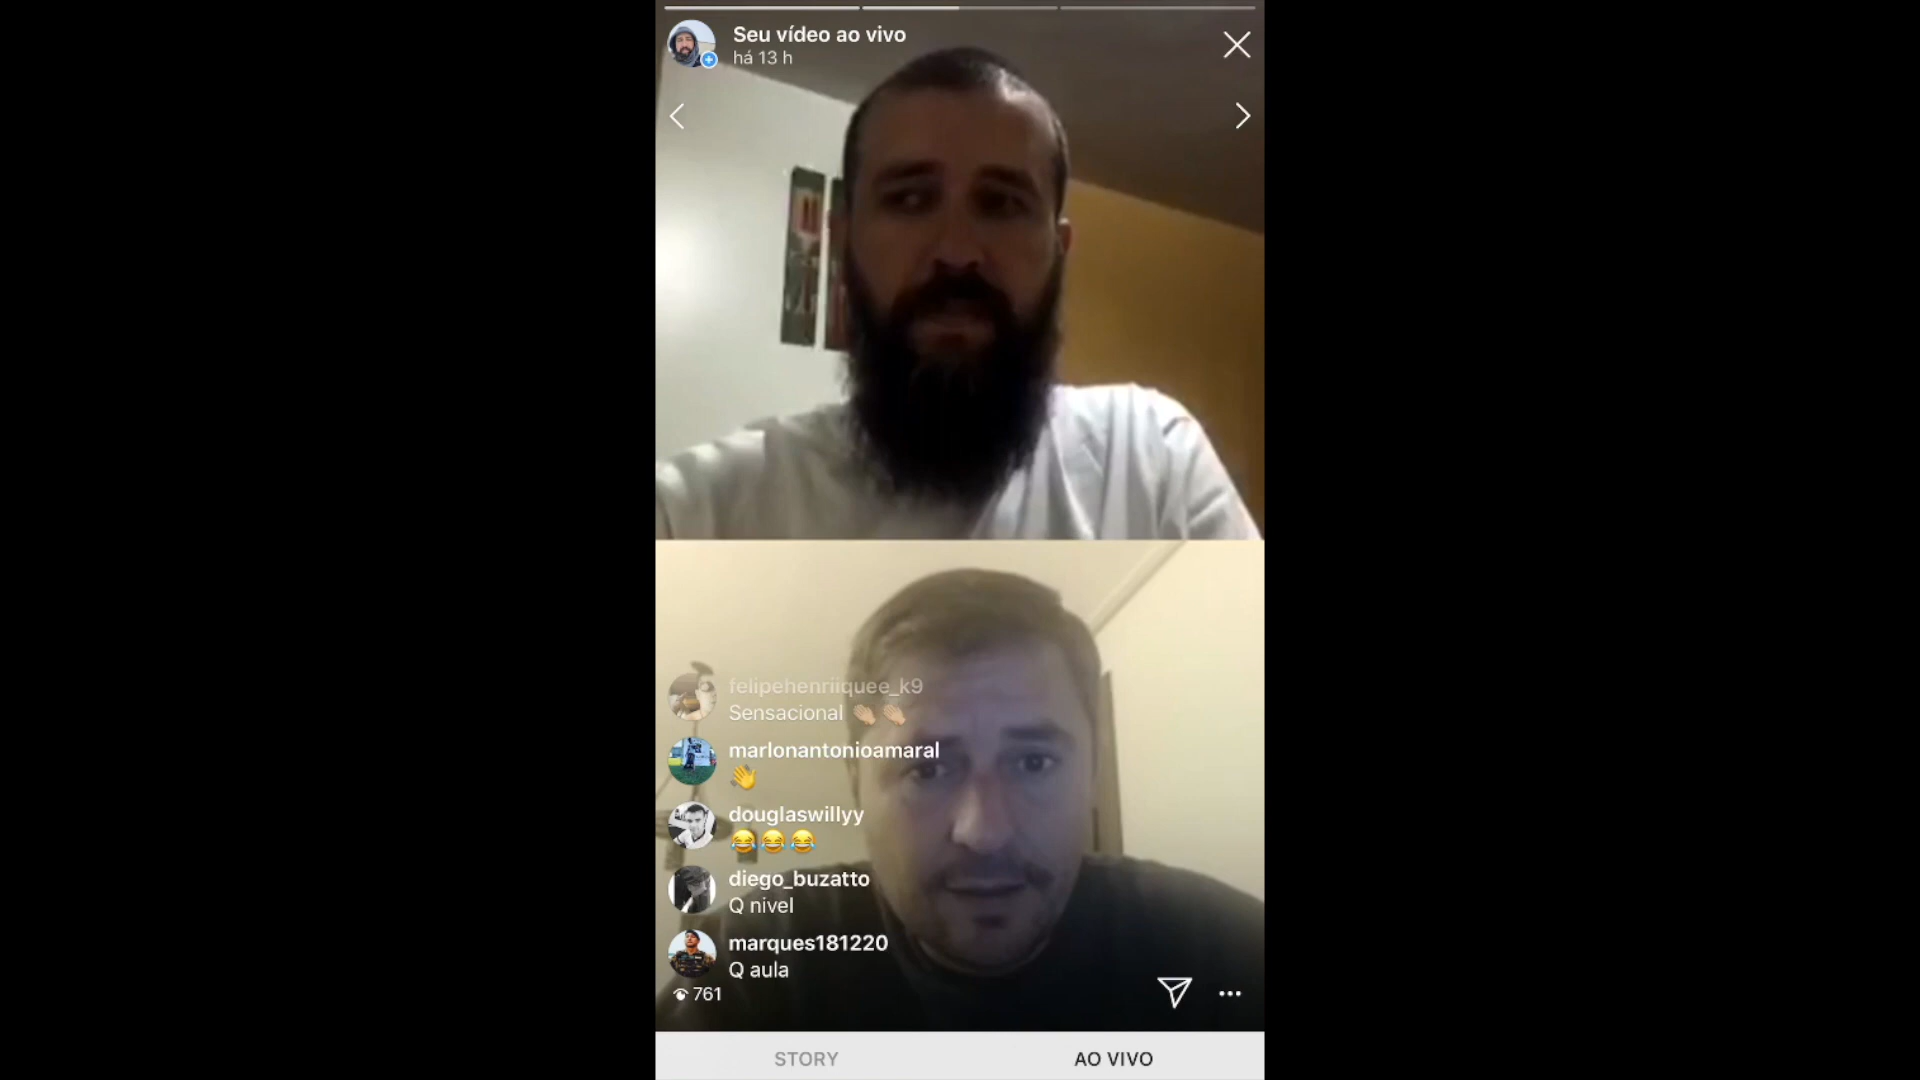 Seu vídeo ao vivo
há 13 h
felipehenriiquee_k9
Sensacional 👏🏼👏🏼
marlonantonioamaral
👋
douglaswillyy
😂😂😂
diego_buzatto
Q nivel
marques181220
Q aula
761
STORY
AO VIVO